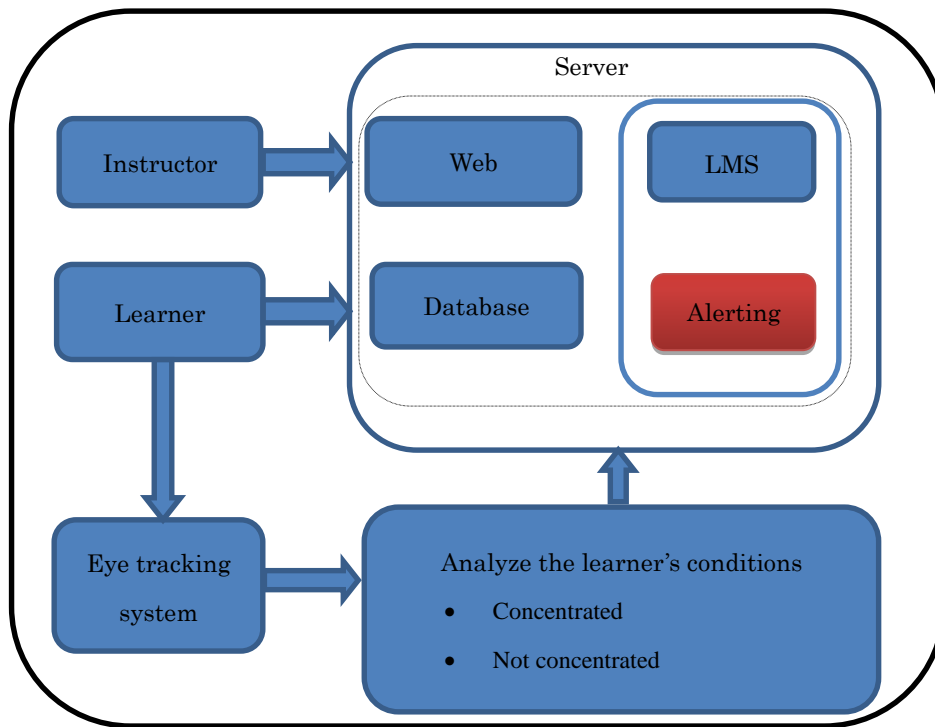 Server
Instructor
Web
LMS
Learner
Database
Alerting
Eye tracking
system
Analyze the learner’s conditions
• Concentrated
• Not concentrated